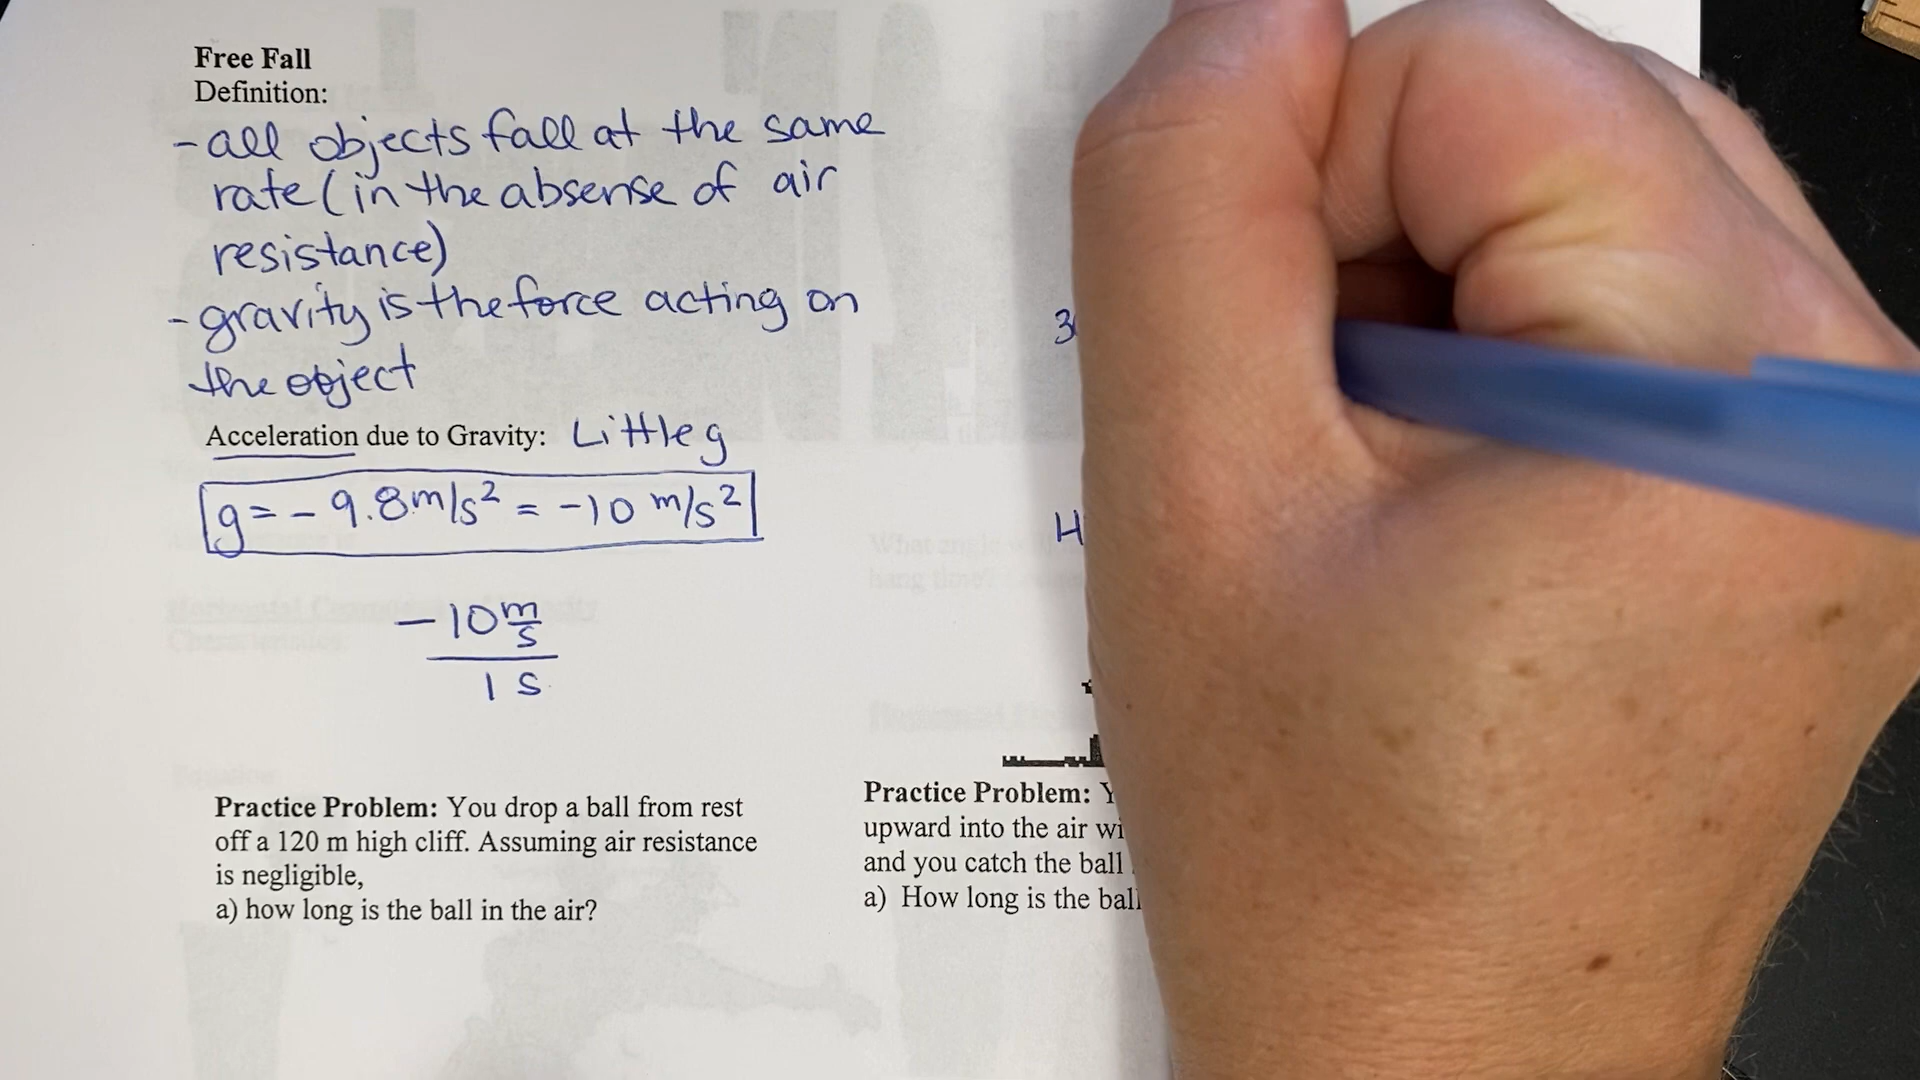 Free Fall
Definition:
- all objects fall at the same
rate (in the absense of air
resistance)
- gravity is the force acting on
the object
Acceleration due to Gravity: Little g
g = - 9.8 m/s² = -10 m/s²
- 10 m/s
1 s
Practice Problem: You drop a ball from rest
off a 120 m high cliff. Assuming air resistance
is negligible,
a) how long is the ball in the air?
3
H
Practice Problem: Y
upward into the air wi
and you catch the ball
a) How long is the ball